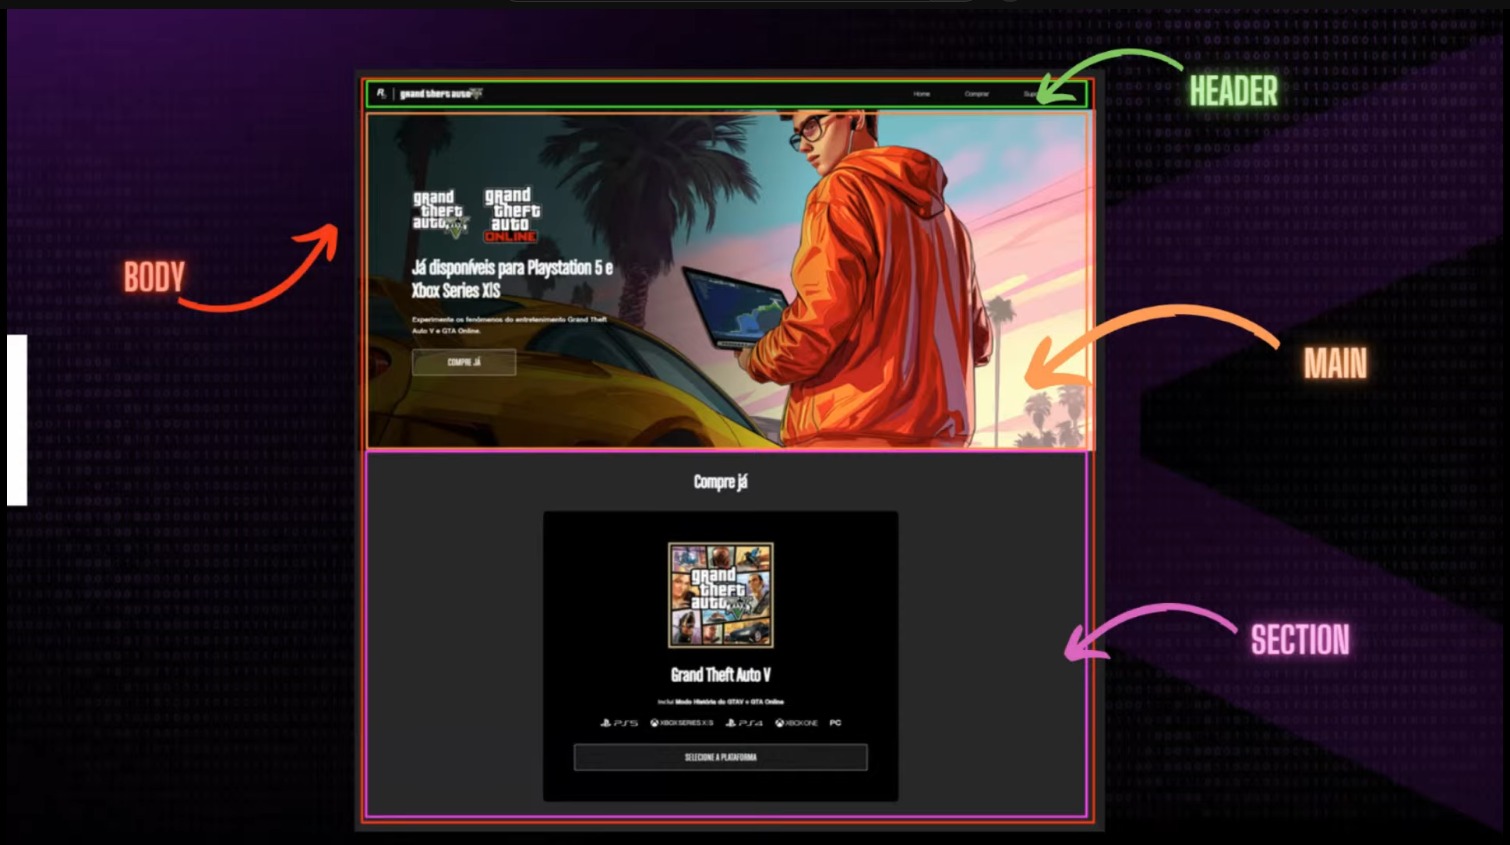 HEADER
R
grand theft auto V
Home
Comprar
BODY
grand
theft
auto
V
grand
theft
auto
ONLINE
Já disponíveis para Playstation 5 e
Xbox Series X|S
Experimente os fenômenos do entretenimento Grand Theft
Auto V e GTA Online.
COMPRE JÁ
MAIN
Compre já
grand
theft
auto
V
Grand Theft Auto V
Inclui Modo História do GTAV e GTA Online
PS5 XBOX SERIES X|S PS4 XBOX ONE PC
SELECIONE A PLATAFORMA
SECTION